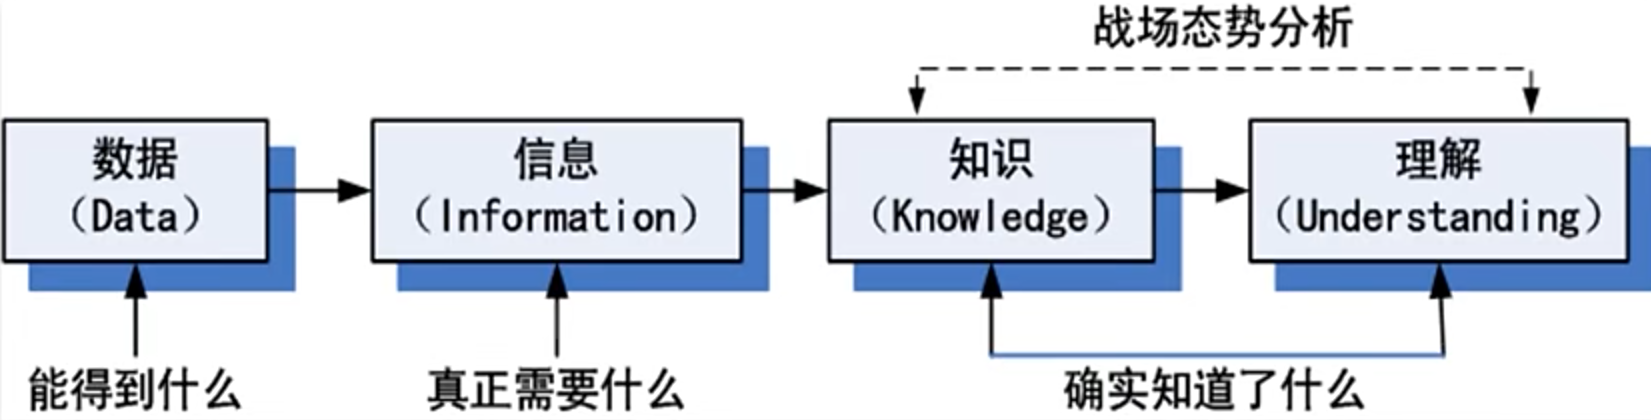 战场态势分析
数据
（Data）
信息
（Information）
知识
（Knowledge）
理解
（Understanding）
能得到什么
真正需要什么
确实知道了什么